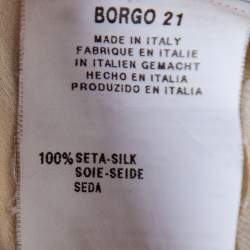 BORGO 21
MADE IN ITALY
FABRIQUE EN ITALIE
IN ITALIEN GEMACHT
HECHO EN ITALIA
PRODUZIDO EN ITALIA
100% SETA-SILK
SOIE-SEIDE
SEDA